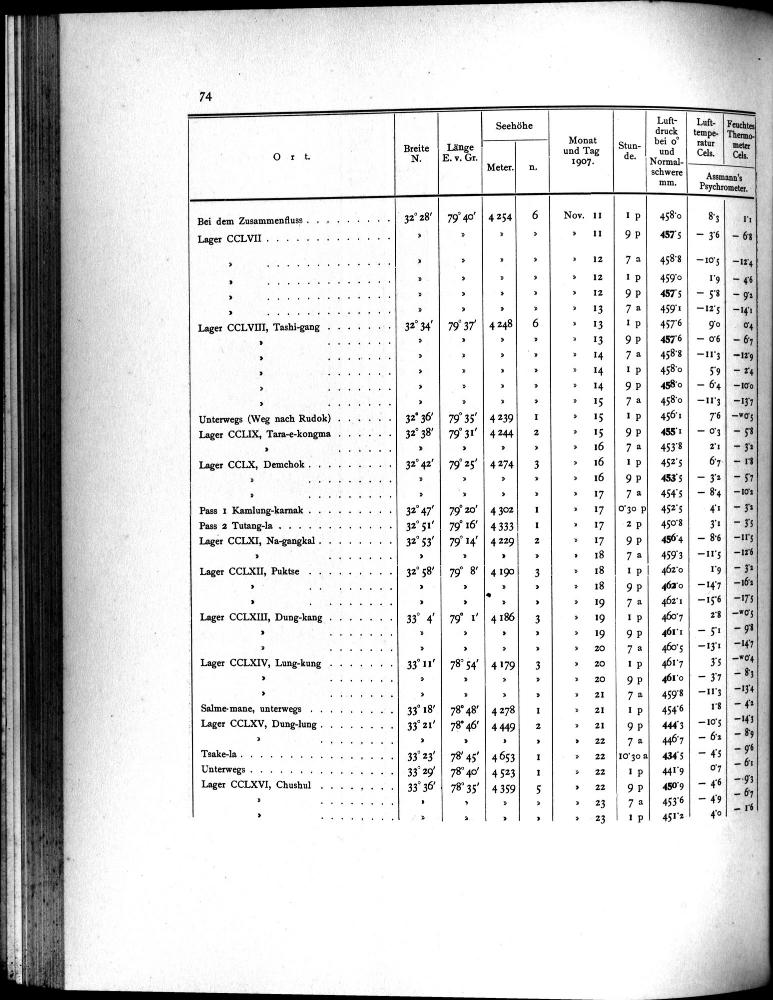 74
O r t.
Breite N.
Länge E. v. Gr.
Seehöhe
Meter.
n.
Monat und Tag 1907.
Stun- de.
Luft- druck bei 0° und Normal- schwere mm.
Luft- tempe- ratur Cels.
Feuchtes Thermo- meter Cels.
Assmann's Psychrometer.
Bei dem Zusammenfluss . . . . . . . . . 32° 28′ 79° 40′ 4 254 6 Nov. 11 1 p 458·0 8·3 1·1
Lager CCLVII . . . . . . . . . . . . . » » » » » 11 9 p 457·5 — 3·6 — 6·8
» . . . . . . . . . . . . . » » » » » 12 7 a 458·8 —10·5 —12·4
» . . . . . . . . . . . . . » » » » » 12 1 p 459·0 1·9 — 4·6
» . . . . . . . . . . . . . » » » » » 12 9 p 457·5 — 5·8 — 9·2
» . . . . . . . . . . . . . » » » » » 13 7 a 459·1 —12·5 —14·1
Lager CCLVIII, Tashi-gang . . . . . . . 32° 34′ 79° 37′ 4 248 6 » 13 1 p 457·6 9·0 0·4
» . . . . . . . » » » » » 13 9 p 457·6 — 0·6 — 6·7
» . . . . . . . » » » » » 14 7 a 458·8 —11·3 —12·9
» . . . . . . . » » » » » 14 1 p 458·0 5·9 — 2·4
» . . . . . . . » » » » » 14 9 p 458·0 — 6·4 —10·0
» . . . . . . . » » » » » 15 7 a 458·0 —11·3 —13·7
Unterwegs (Weg nach Rudok) . . . . . . 32° 36′ 79° 35′ 4 239 1 » 15 1 p 456·1 7·6 —w0·5
Lager CCLIX, Tara-e-kongma . . . . . . 32° 38′ 79° 31′ 4 244 2 » 15 9 p 455·1 — 0·3 — 5·8
» . . . . . . » » » » » 16 7 a 453·8 2·1 — 3·2
Lager CCLX, Demchok . . . . . . . . . 32° 42′ 79° 25′ 4 274 3 » 16 1 p 452·5 6·7 — 1·8
» . . . . . . . . . » » » » » 16 9 p 453·5 — 3·2 — 5·7
» . . . . . . . . . » » » » » 17 7 a 454·5 — 8·4 —10·2
Pass 1 Kamlung-karnak . . . . . . . . . 32° 47′ 79° 20′ 4 302 1 » 17 0·30 p 452·5 4·1 — 3·2
Pass 2 Tutang-la . . . . . . . . . . . . 32° 51′ 79° 16′ 4 333 1 » 17 2 p 450·8 3·1 — 3·5
Lager CCLXI, Na-gangkal . . . . . . . . 32° 53′ 79° 14′ 4 229 2 » 17 9 p 456·4 — 8·6 —11·5
» . . . . . . . . » » » » » 18 7 a 459·3 —11·5 —12·6
Lager CCLXII, Puktse . . . . . . . . . 32° 58′ 79° 8′ 4 190 3 » 18 1 p 462·0 1·9 — 3·2
» . . . . . . . . . » » » » » 18 9 p 462·0 —14·7 —16·2
» . . . . . . . . . » » » » » 19 7 a 462·1 —15·6 —17·5
Lager CCLXIII, Dung-kang . . . . . . . 33° 4′ 79° 1′ 4 186 3 » 19 1 p 460·7 2·8 —w0·5
» . . . . . . . » » » » » 19 9 p 461·1 — 5·1 — 9·8
» . . . . . . . » » » » » 20 7 a 460·5 —13·1 —14·7
Lager CCLXIV, Lung-kung . . . . . . . 33° 11′ 78° 54′ 4 179 3 » 20 1 p 461·7 3·5 —w0·4
» . . . . . . . » » » » » 20 9 p 461·0 — 3·7 — 8·3
» . . . . . . . » » » » » 21 7 a 459·8 —11·3 —13·4
Salme-mane, unterwegs . . . . . . . . . 33° 18′ 78° 48′ 4 278 1 » 21 1 p 454·6 1·8 — 4·2
Lager CCLXV, Dung-lung . . . . . . . . 33° 21′ 78° 46′ 4 449 2 » 21 9 p 444·3 —10·5 —14·3
» . . . . . . . . » » » » » 22 7 a 446·7 — 6·2 — 8·9
Tsake-la . . . . . . . . . . . . . . . 33° 23′ 78° 45′ 4 653 1 » 22 10·30 a 434·5 — 4·5 — 9·6
Unterwegs . . . . . . . . . . . . . . 33° 29′ 78° 40′ 4 523 1 » 22 1 p 441·9 0·7 — 6·1
Lager CCLXVI, Chushul . . . . . . . . 33° 36′ 78° 35′ 4 359 5 » 22 9 p 450·9 — 4·6 — 9·3
» . . . . . . . . » » » » » 23 7 a 453·6 — 4·9 — 6·7
» . . . . . . . . » » » » » 23 1 p 451·2 4·0 — 1·6